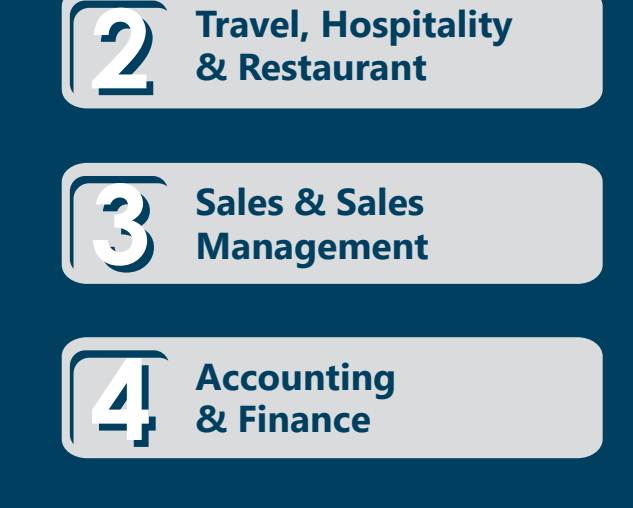 2
Travel, Hospitality
& Restaurant
3
Sales & Sales
Management
4
Accounting
& Finance